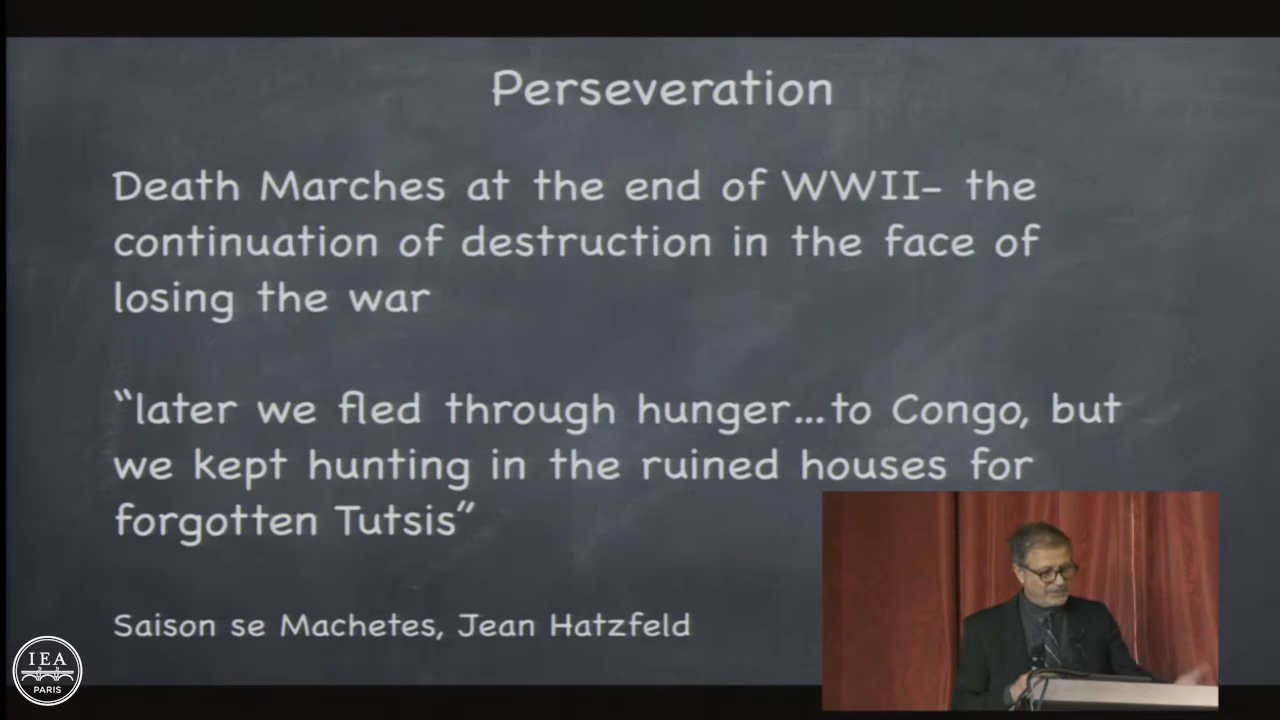 Perseveration
Death Marches at the end of WWII- the
continuation of destruction in the face of
losing the war
“later we fled through hunger...to Congo, but
we kept hunting in the ruined houses for
forgotten Tutsis”
Saison se Machetes, Jean Hatzfeld
IEA
PARIS